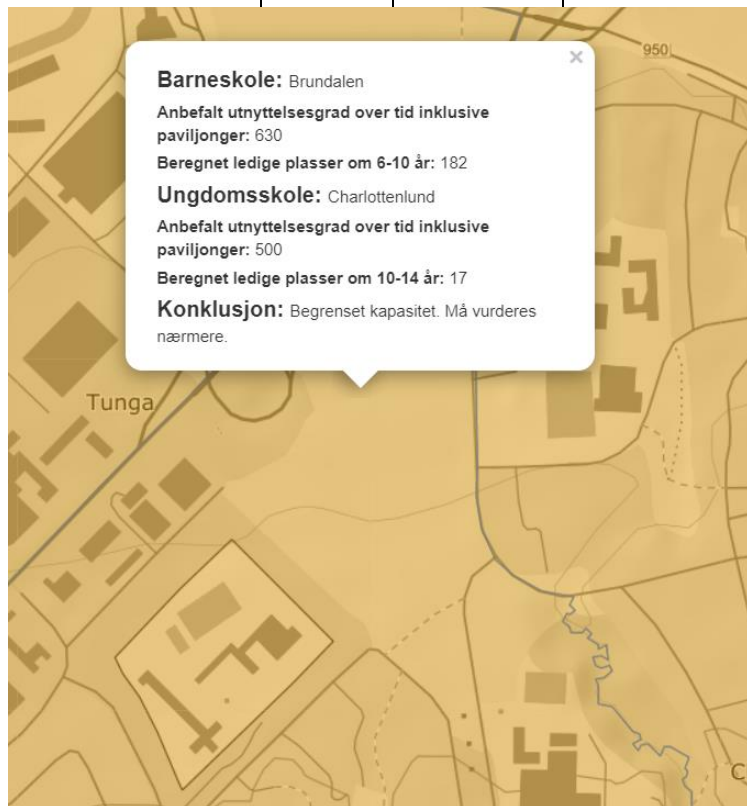 950
×
Barneskole: Brundalen
Anbefalt utnyttelsesgrad over tid inklusive
paviljonger: 630
Beregnet ledige plasser om 6-10 år: 182
Ungdomsskole: Charlottenlund
Anbefalt utnyttelsesgrad over tid inklusive
paviljonger: 500
Beregnet ledige plasser om 10-14 år: 17
Konklusjon: Begrenset kapasitet. Må vurderes
nærmere.
Tunga
C